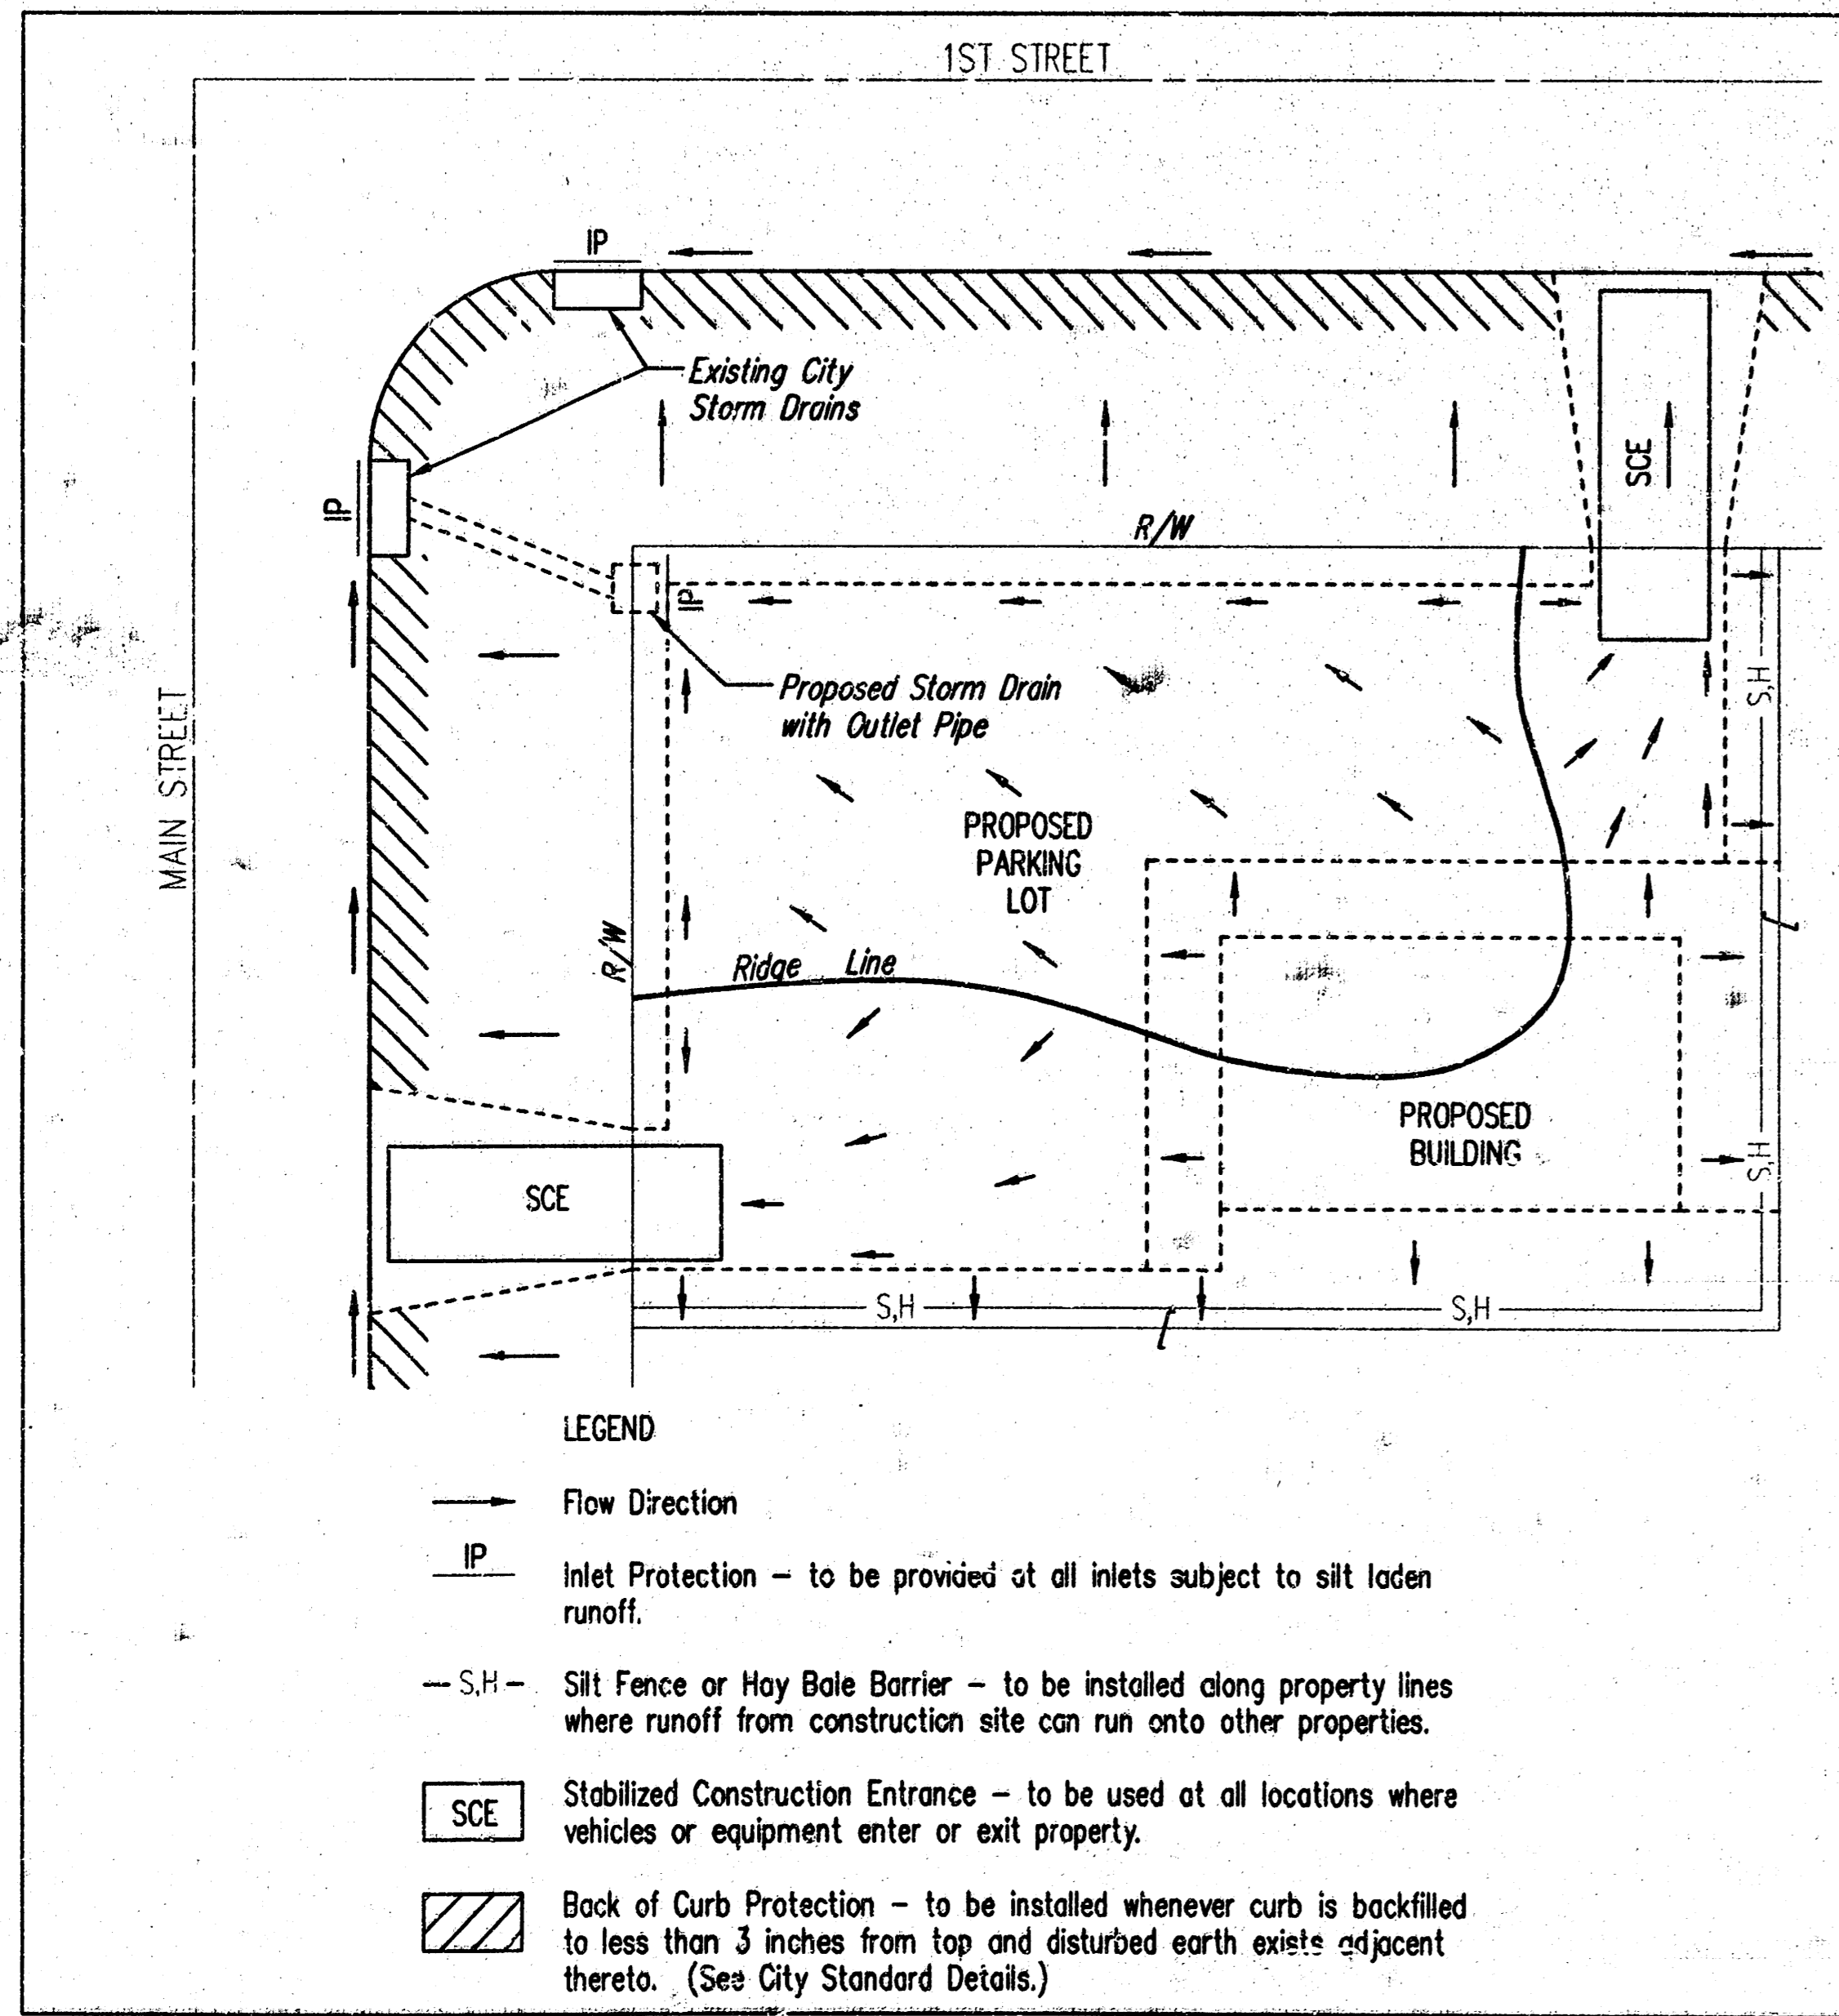 1ST STREET
IP
Existing City
Storm Drains
IP
SCE
R/W
IP
S,H
Proposed Storm Drain
with Outlet Pipe
MAIN STREET
PROPOSED
PARKING
LOT
R/W
Ridge Line
PROPOSED
BUILDING
S,H
SCE
S,H
S,H
LEGEND
Flow Direction
IP
Inlet Protection – to be provided at all inlets subject to silt laden
runoff.
S,H
Silt Fence or Hay Bale Barrier – to be installed along property lines
where runoff from construction site can run onto other properties.
SCE
Stabilized Construction Entrance – to be used at all locations where
vehicles or equipment enter or exit property.
Back of Curb Protection – to be installed whenever curb is backfilled
to less than 3 inches from top and disturbed earth exists adjacent
thereto. (See City Standard Details.)